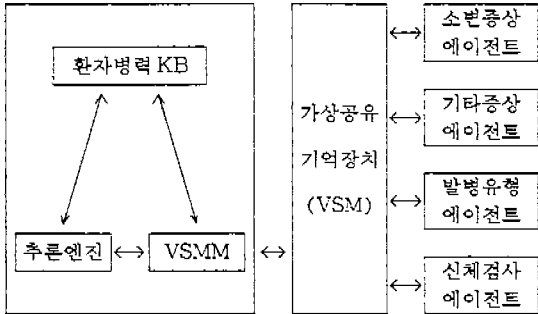 환자병력 KB
추론엔진
VSMM
가상공유
기억장치
(VSM)
소변증상
에이전트
기타증상
에이전트
발병유형
에이전트
신체검사
에이전트